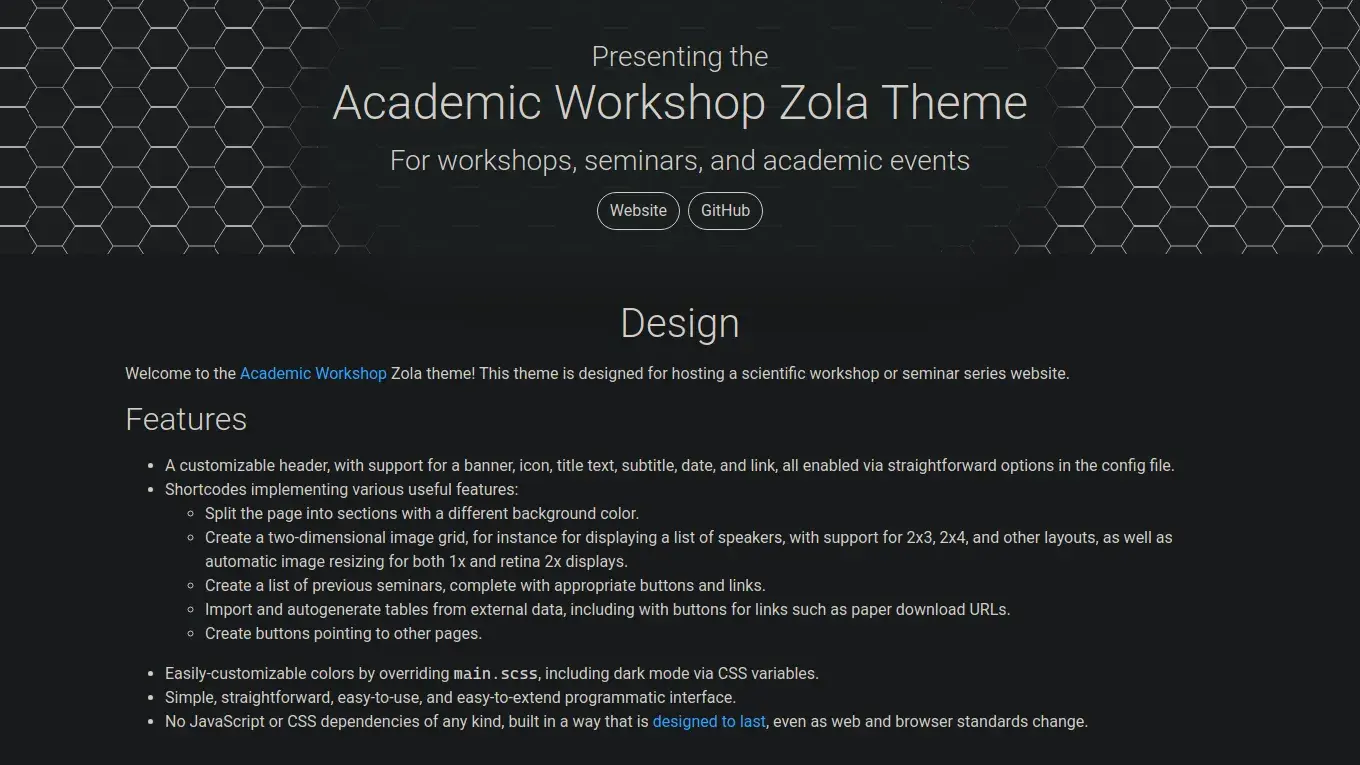 Presenting the
Academic Workshop Zola Theme
For workshops, seminars, and academic events
Website GitHub
Design
Welcome to the Academic Workshop Zola theme! This theme is designed for hosting a scientific workshop or seminar series website.
Features
• A customizable header, with support for a banner, icon, title text, subtitle, date, and link, all enabled via straightforward options in the config file.
• Shortcodes implementing various useful features:
◦ Split the page into sections with a different background color.
◦ Create a two-dimensional image grid, for instance for displaying a list of speakers, with support for 2x3, 2x4, and other layouts, as well as
automatic image resizing for both 1x and retina 2x displays.
◦ Create a list of previous seminars, complete with appropriate buttons and links.
◦ Import and autogenerate tables from external data, including with buttons for links such as paper download URLs.
◦ Create buttons pointing to other pages.
• Easily-customizable colors by overriding main.scss, including dark mode via CSS variables.
• Simple, straightforward, easy-to-use, and easy-to-extend programmatic interface.
• No JavaScript or CSS dependencies of any kind, built in a way that is designed to last, even as web and browser standards change.